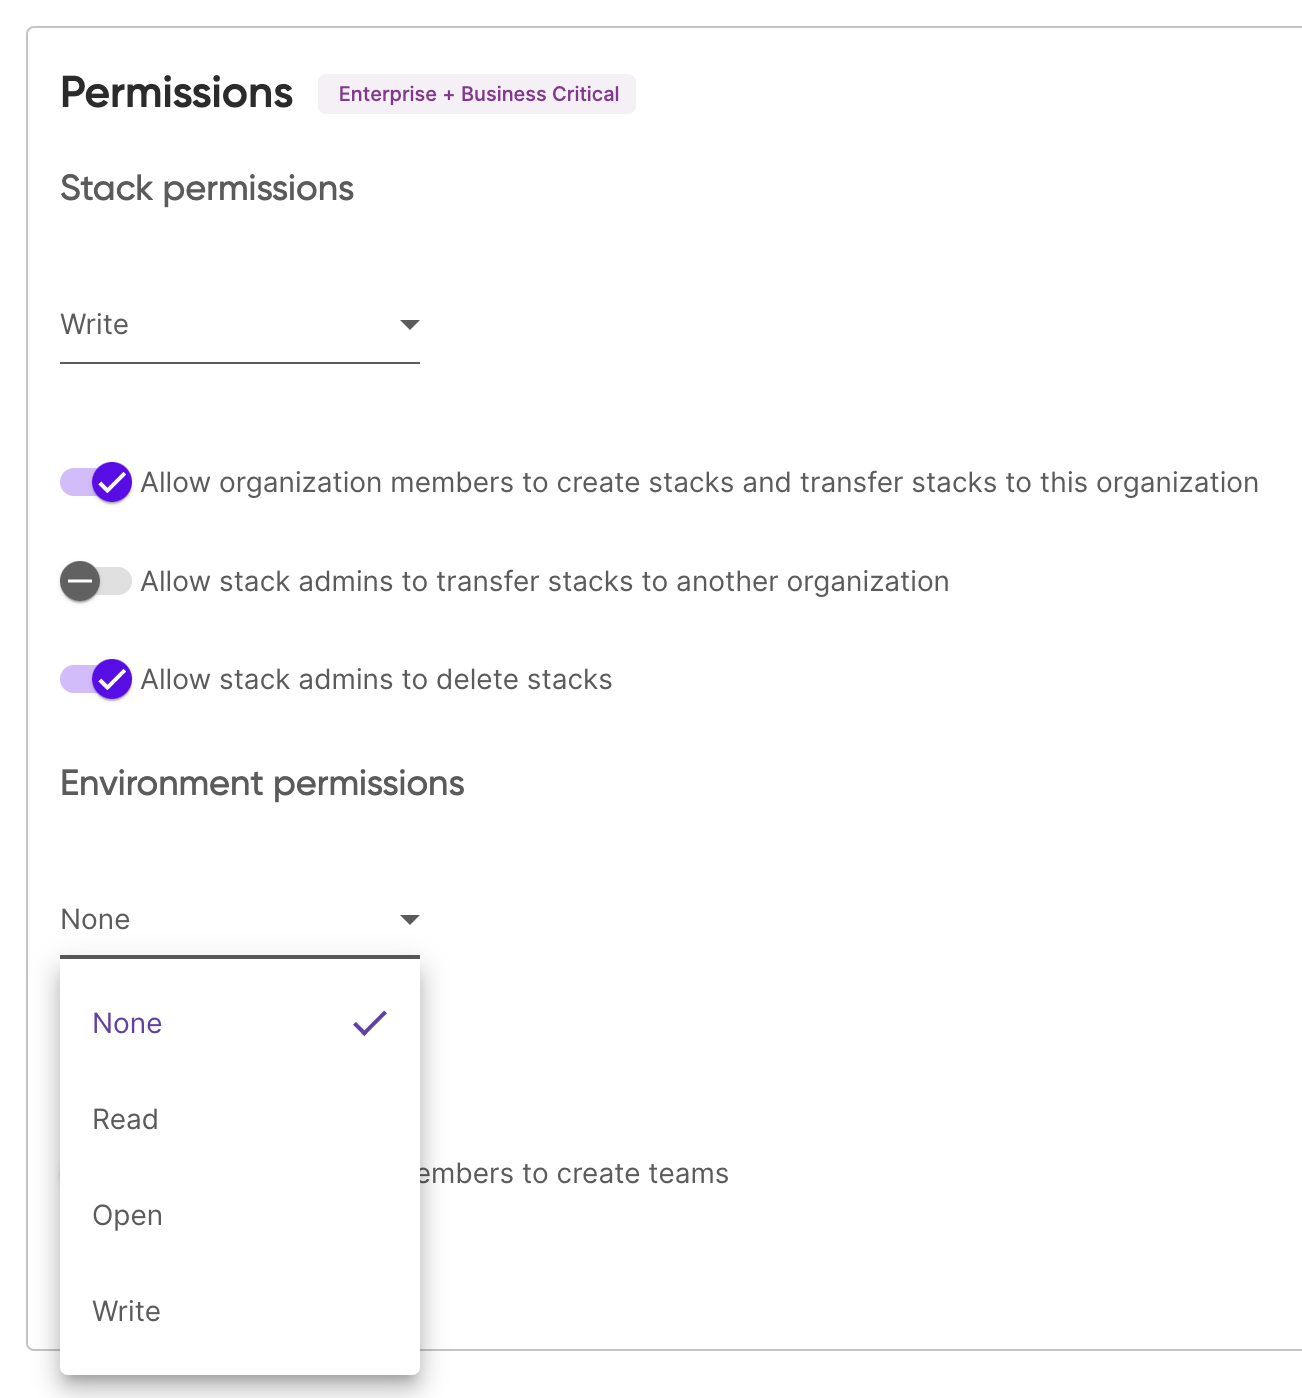 Permissions
Enterprise + Business Critical
Stack permissions
Write
Allow organization members to create stacks and transfer stacks to this organization
Allow stack admins to transfer stacks to another organization
Allow stack admins to delete stacks
Environment permissions
None
None
Read
to create teams
Open
Write